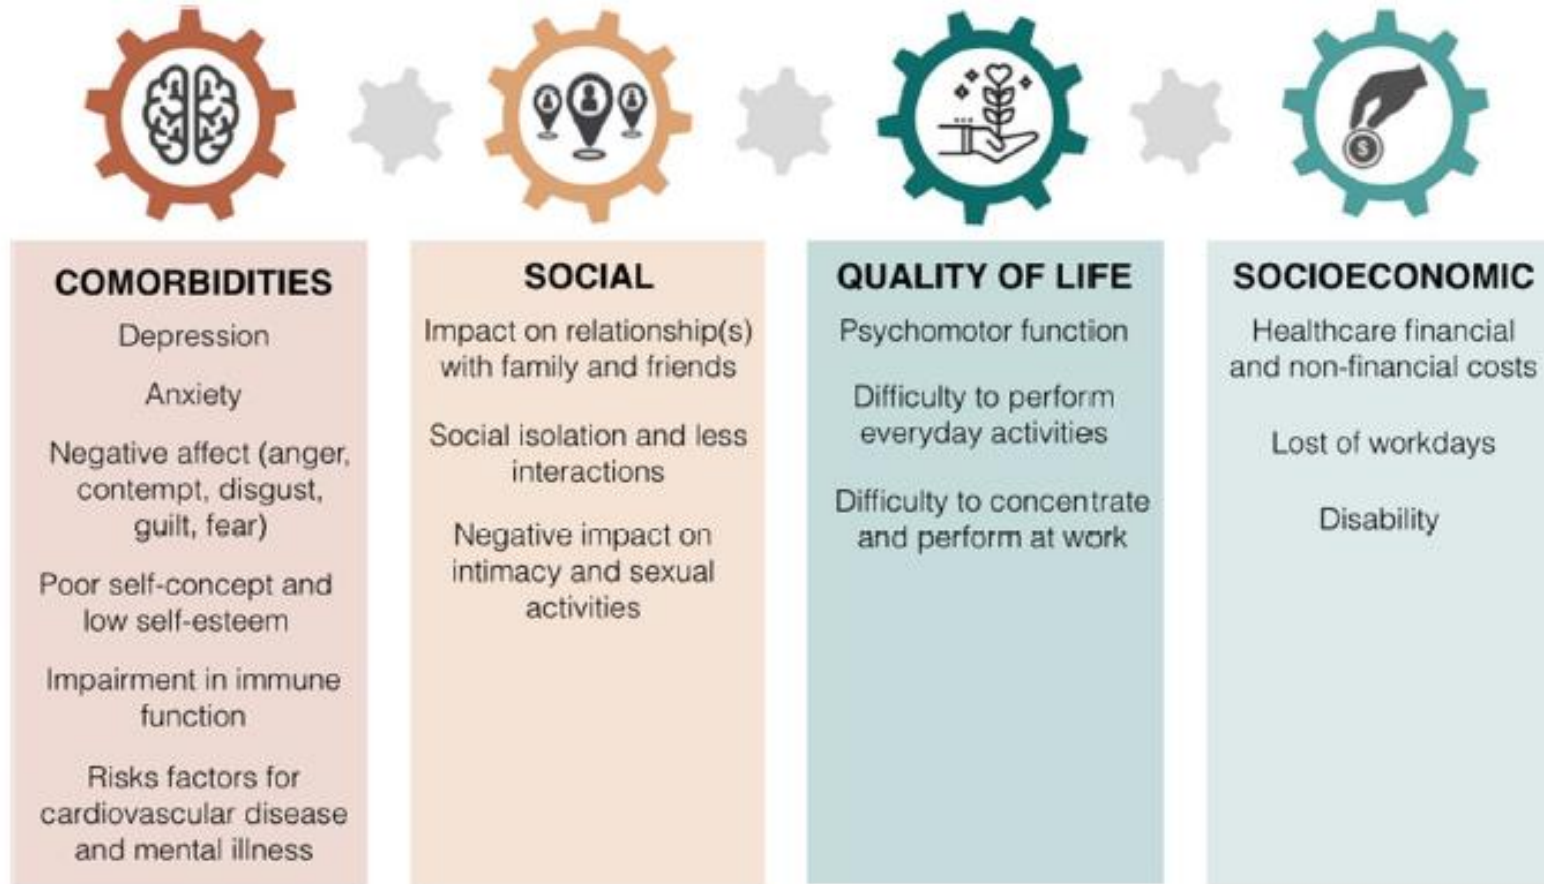 COMORBIDITIES
Depression
Anxiety
Negative affect (anger,
contempt, disgust,
guilt, fear)
Poor self-concept and
low self-esteem
Impairment in immune
function
Risks factors for
cardiovascular disease
and mental illness
SOCIAL
Impact on relationship(s)
with family and friends
Social isolation and less
interactions
Negative impact on
intimacy and sexual
activities
QUALITY OF LIFE
Psychomotor function
Difficulty to perform
everyday activities
Difficulty to concentrate
and perform at work
$
SOCIOECONOMIC
Healthcare financial
and non-financial costs
Lost of workdays
Disability